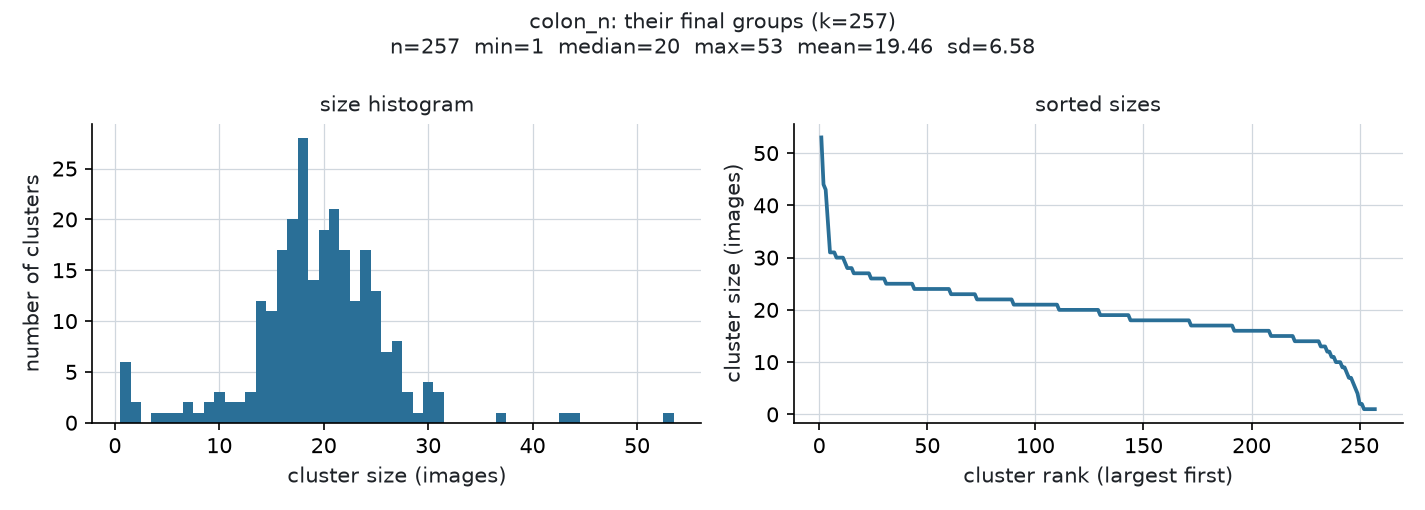 colon_n: their final groups (k=257)
n=257 min=1 median=20 max=53 mean=19.46 sd=6.58
size histogram
number of clusters
25
20
15
10
5
0
0 10 20 30 40 50
cluster size (images)
sorted sizes
cluster size (images)
50
40
30
20
10
0
0 50 100 150 200 250
cluster rank (largest first)